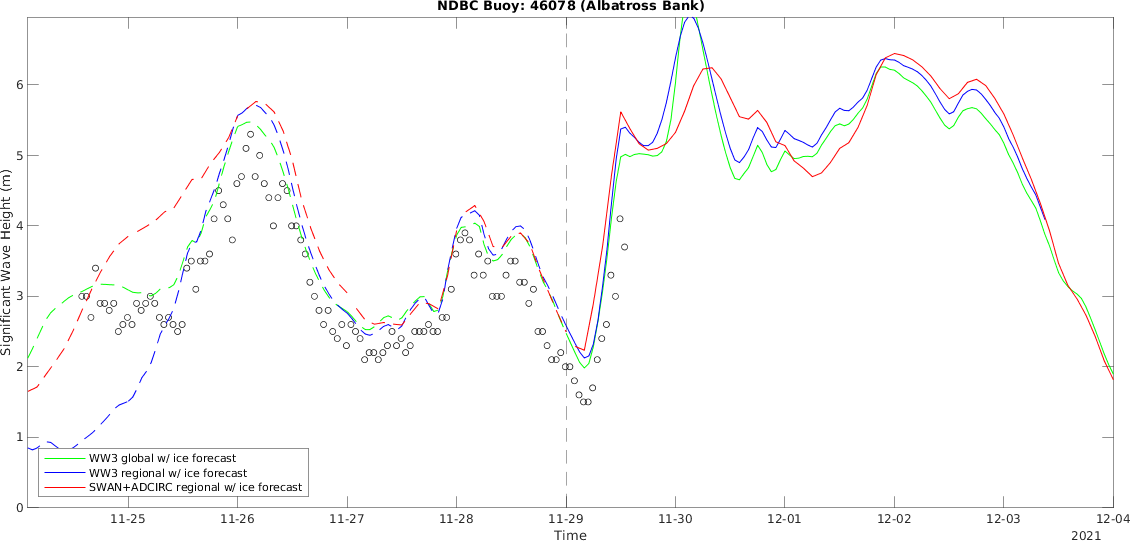 NDBC Buoy: 46078 (Albatross Bank)
Significant Wave Height (m)
6
5
4
3
2
1
0
WW3 global w/ ice forecast
WW3 regional w/ ice forecast
SWAN+ADCIRC regional w/ ice forecast
11-25 11-26 11-27 11-28 11-29 11-30 12-01 12-02 12-03 12-04
Time
2021